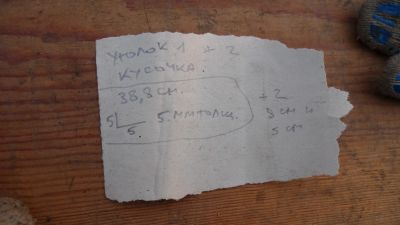 уголок 1 + 2
кусочка
38,8 см.
5 5 5 мм толщ.
+ 2
8 см и
5 см